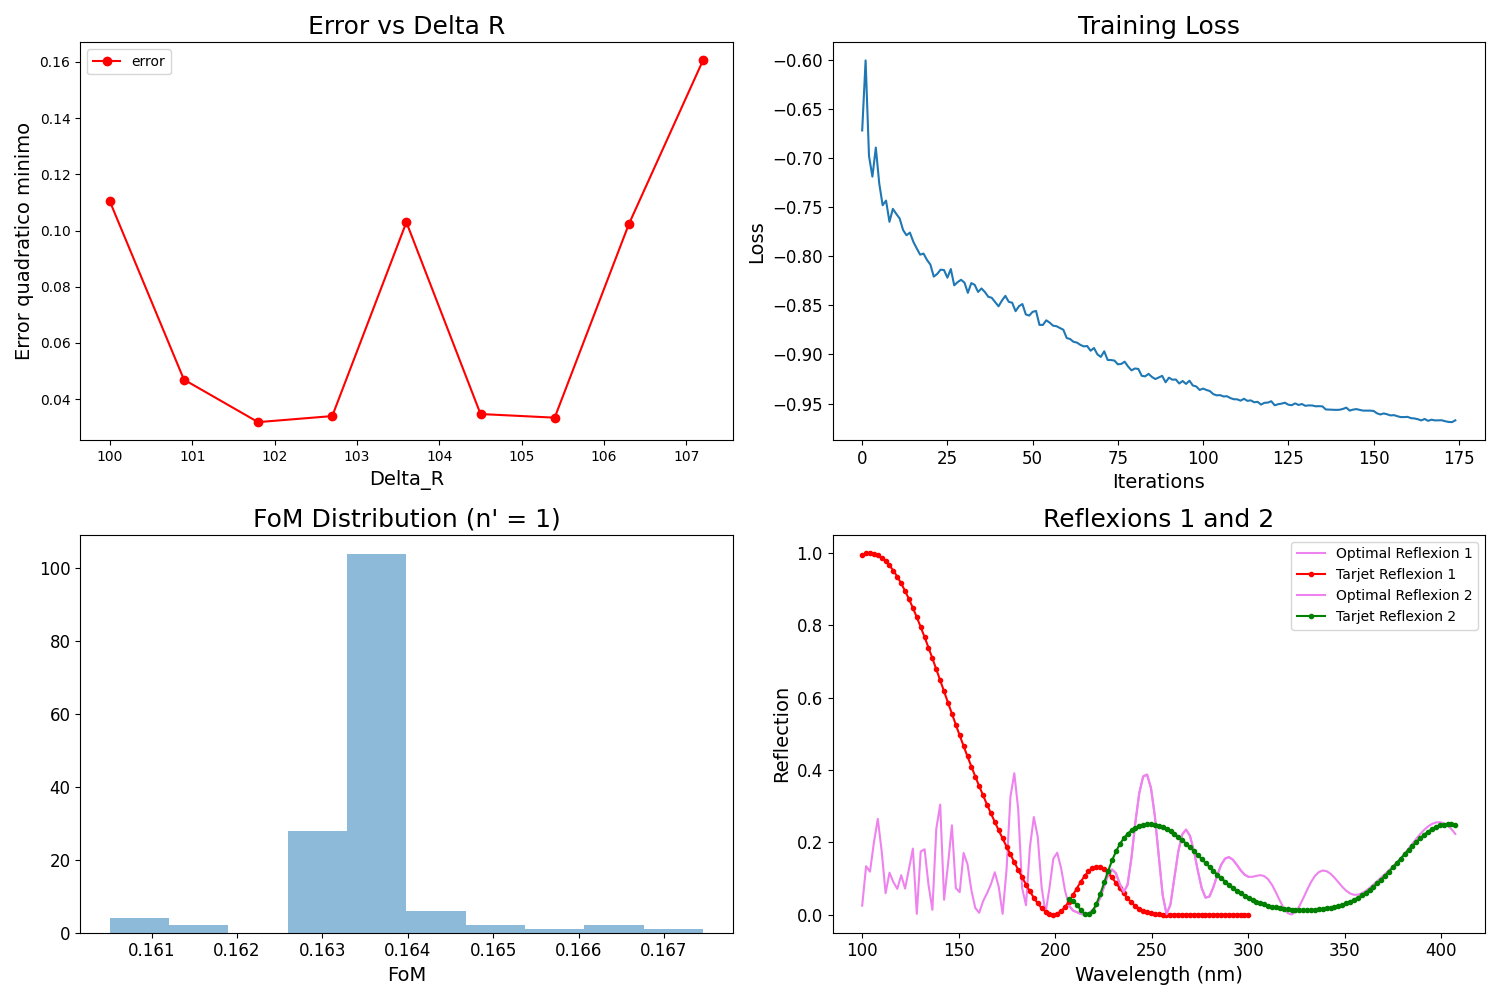 Error vs Delta R
error
0.16
0.14
0.12
0.10
0.08
0.06
0.04
Error quadratico minimo
100 101 102 103 104 105 106 107
Delta_R
Training Loss
−0.60
−0.65
−0.70
−0.75
−0.80
−0.85
−0.90
−0.95
Loss
0 25 50 75 100 125 150 175
Iterations
FoM Distribution (n' = 1)
100
80
60
40
20
0
0.161 0.162 0.163 0.164 0.165 0.166 0.167
FoM
Reflexions 1 and 2
Optimal Reflexion 1
Tarjet Reflexion 1
Optimal Reflexion 2
Tarjet Reflexion 2
1.0
0.8
0.6
0.4
0.2
0.0
Reflection
100 150 200 250 300 350 400
Wavelength (nm)